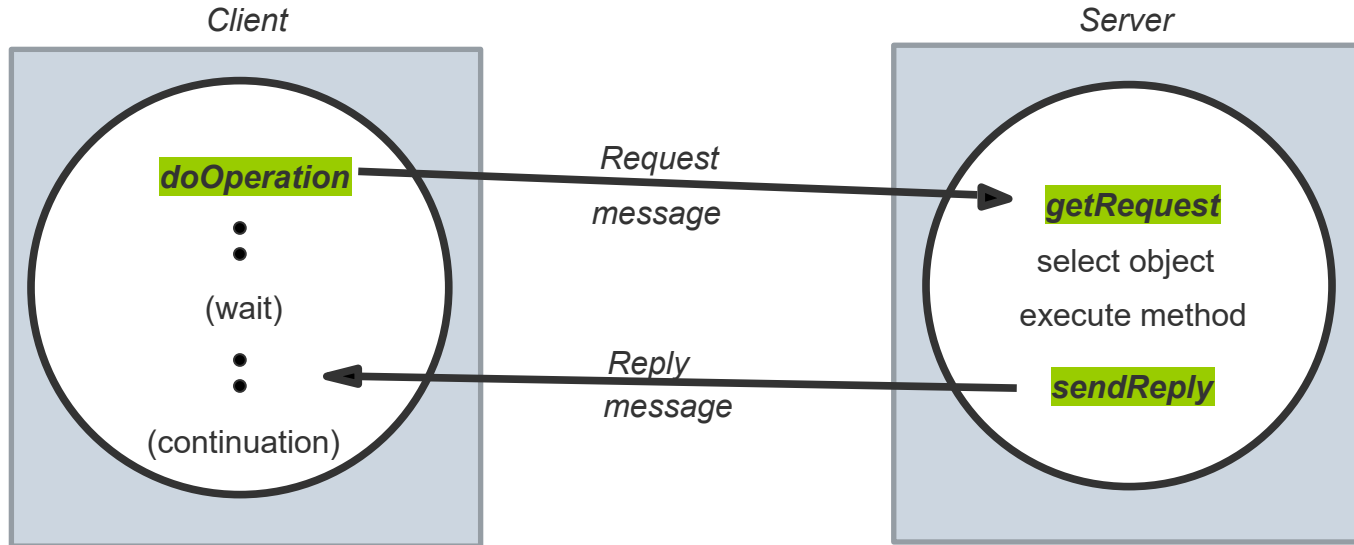 Client
Server
doOperation
(wait)
(continuation)
Request
message
Reply
message
getRequest
select object
execute method
sendReply